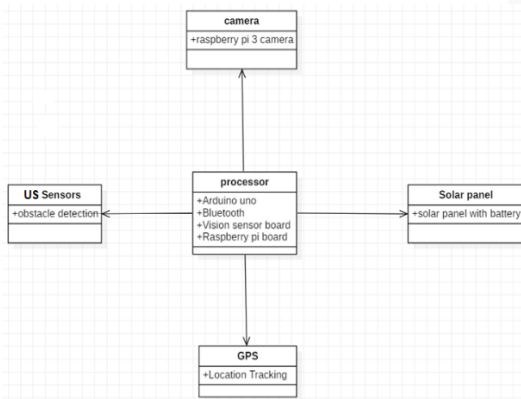 camera
+raspberry pi 3 camera
processor
+Arduino uno
+Bluetooth
+Vision sensor board
+Raspberry pi board
US Sensors
+obstacle detection
Solar panel
+solar panel with battery
GPS
+Location Tracking